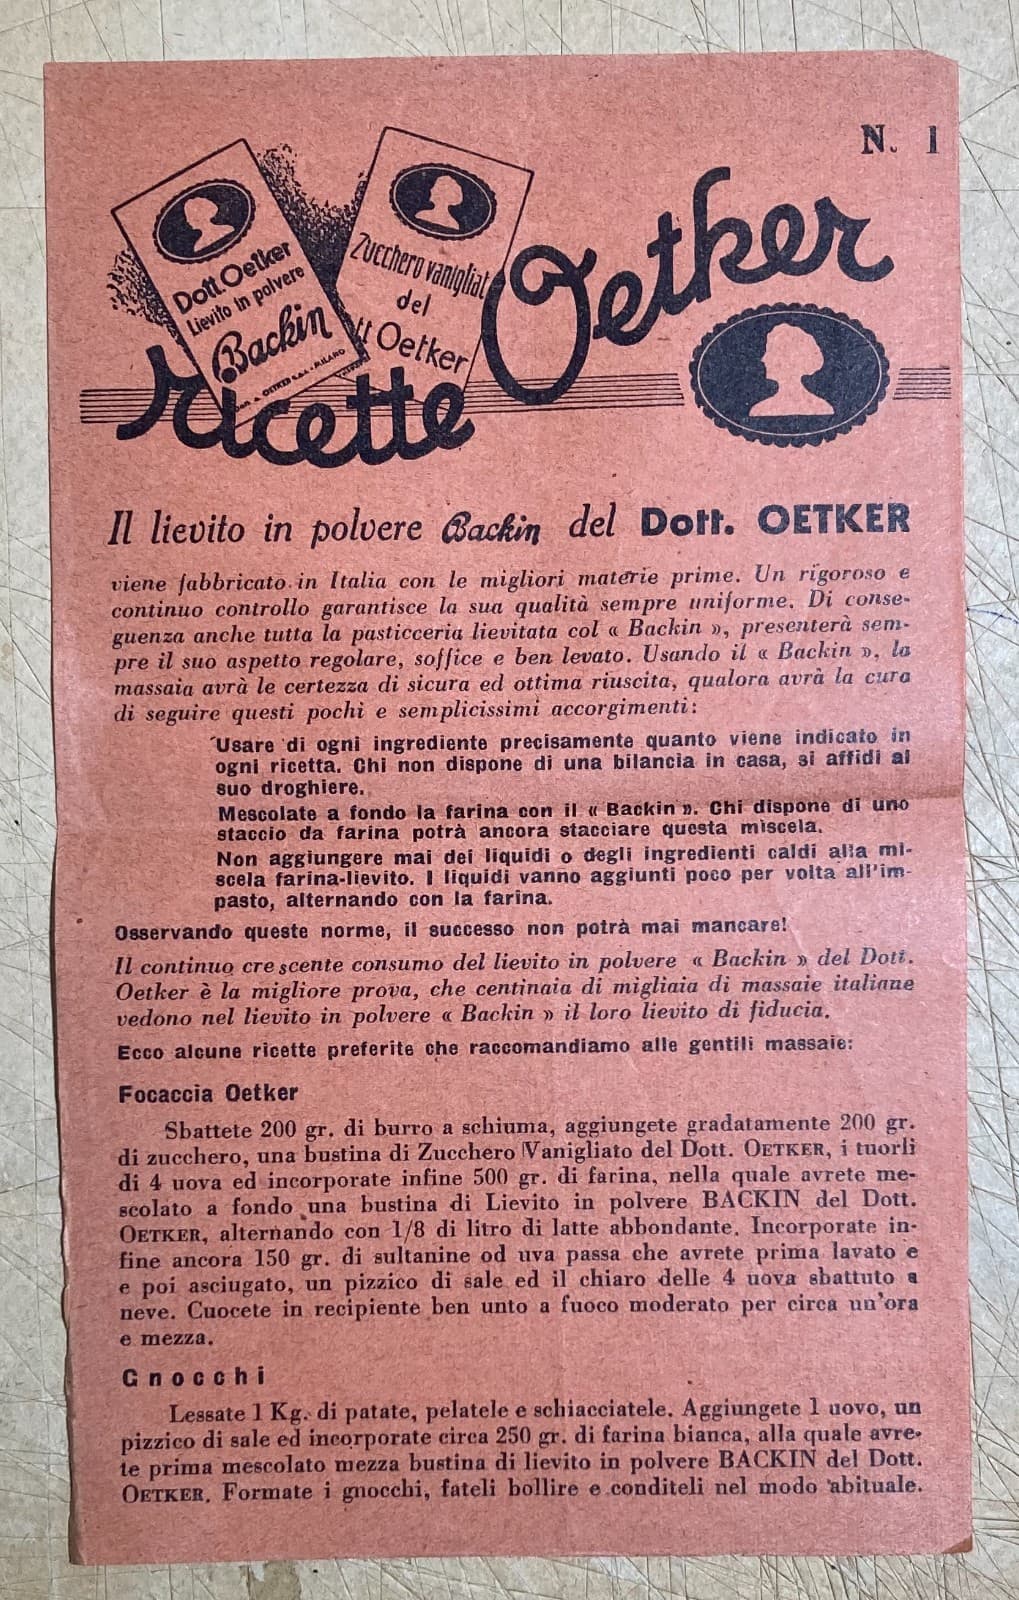 N. 1
Dott. Oetker
Lievito in polvere
Backin
Dott. A. OETKER S.A.I. - MILANO
Zucchero vanigliat
del
tt Oetker
ricette Oetker
Il lievito in polvere Backin del Dott. OETKER
viene fabbricato in Italia con le migliori materie prime. Un rigoroso e
continuo controllo garantisce la sua qualità sempre uniforme. Di conse-
guenza anche tutta la pasticceria lievitata col « Backin », presenterà sem-
pre il suo aspetto regolare, soffice e ben levato. Usando il « Backin », la
massaia avrà le certezza di sicura ed ottima riuscita, qualora avrà la cura
di seguire questi pochi e semplicissimi accorgimenti:
Usare di ogni ingrediente precisamente quanto viene indicato in
ogni ricetta. Chi non dispone di una bilancia in casa, si affidi al
suo droghiere.
Mescolate a fondo la farina con il « Backin ». Chi dispone di uno
staccio da farina potrà ancora stacciare questa miscela.
Non aggiungere mai dei liquidi o degli ingredienti caldi alla mi-
scela farina-lievito. I liquidi vanno aggiunti poco per volta all'im-
pasto, alternando con la farina.
Osservando queste norme, il successo non potrà mai mancare!
Il continuo crescente consumo del lievito in polvere « Backin » del Dott.
Oetker è la migliore prova, che centinaia di migliaia di massaie italiane
vedono nel lievito in polvere « Backin » il loro lievito di fiducia.
Ecco alcune ricette preferite che raccomandiamo alle gentili massaie:
Focaccia Oetker
Sbattete 200 gr. di burro a schiuma, aggiungete gradatamente 200 gr.
di zucchero, una bustina di Zucchero Vanigliato del Dott. OETKER, i tuorli
di 4 uova ed incorporate infine 500 gr. di farina, nella quale avrete me-
scolato a fondo una bustina di Lievito in polvere BACKIN del Dott.
OETKER, alternando con 1/8 di litro di latte abbondante. Incorporate in-
fine ancora 150 gr. di sultanine od uva passa che avrete prima lavato e
e poi asciugato, un pizzico di sale ed il chiaro delle 4 uova sbattuto a
neve. Cuocete in recipiente ben unto a fuoco moderato per circa un'ora
e mezza.
Gnocchi
Lessate 1 Kg. di patate, pelatele e schiacciatele. Aggiungete 1 uovo, un
pizzico di sale ed incorporate circa 250 gr. di farina bianca, alla quale avre-
te prima mescolato mezza bustina di lievito in polvere BACKIN del Dott.
OETKER. Formate i gnocchi, fateli bollire e conditeli nel modo abituale.